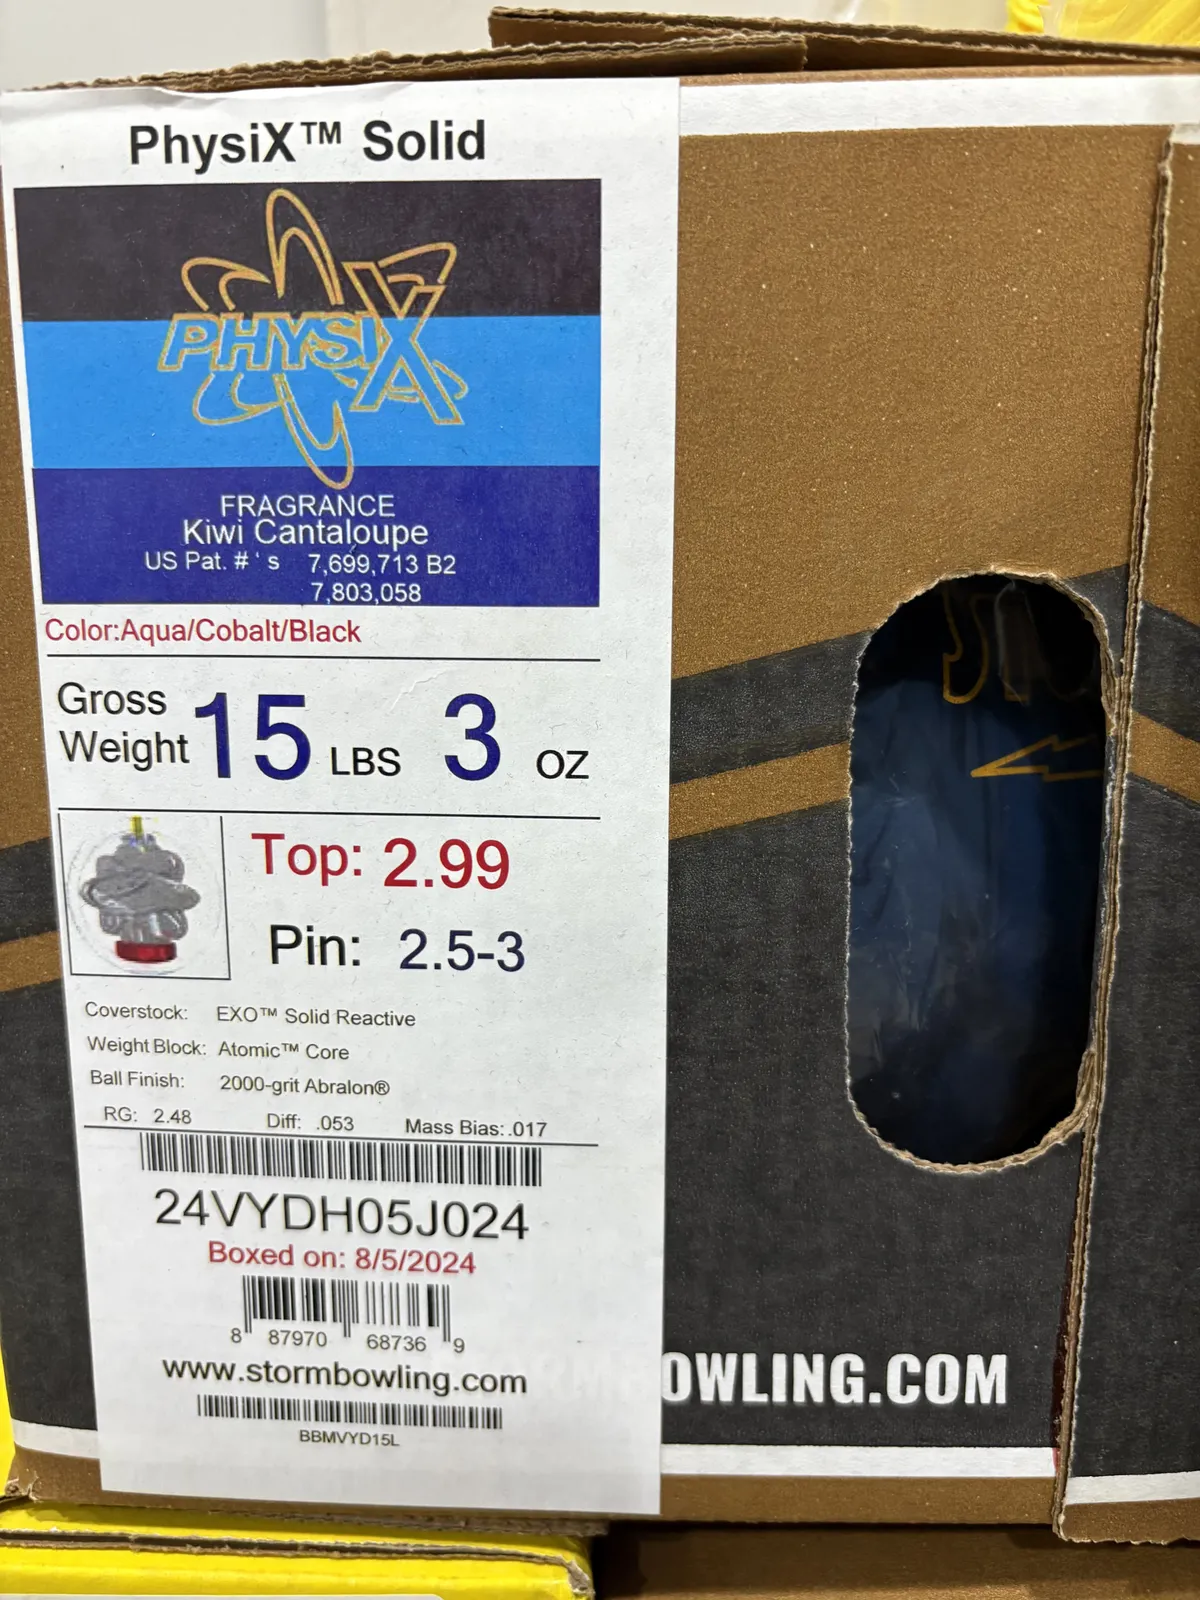 PhysiX™ Solid
PHYSIX
FRAGRANCE
Kiwi Cantaloupe
US Pat. # ' s 7,699,713 B2
7,803,058
Color:Aqua/Cobalt/Black
Gross Weight 15 LBS 3 OZ
Top: 2.99
Pin: 2.5-3
Coverstock: EXO™ Solid Reactive
Weight Block: Atomic™ Core
Ball Finish: 2000-grit Abralon®
RG: 2.48 Diff: .053 Mass Bias:.017
24VYDH05J024
Boxed on: 8/5/2024
8 87970 68736 9
www.stormbowling.com
BBMVYD15L
OWLING.COM